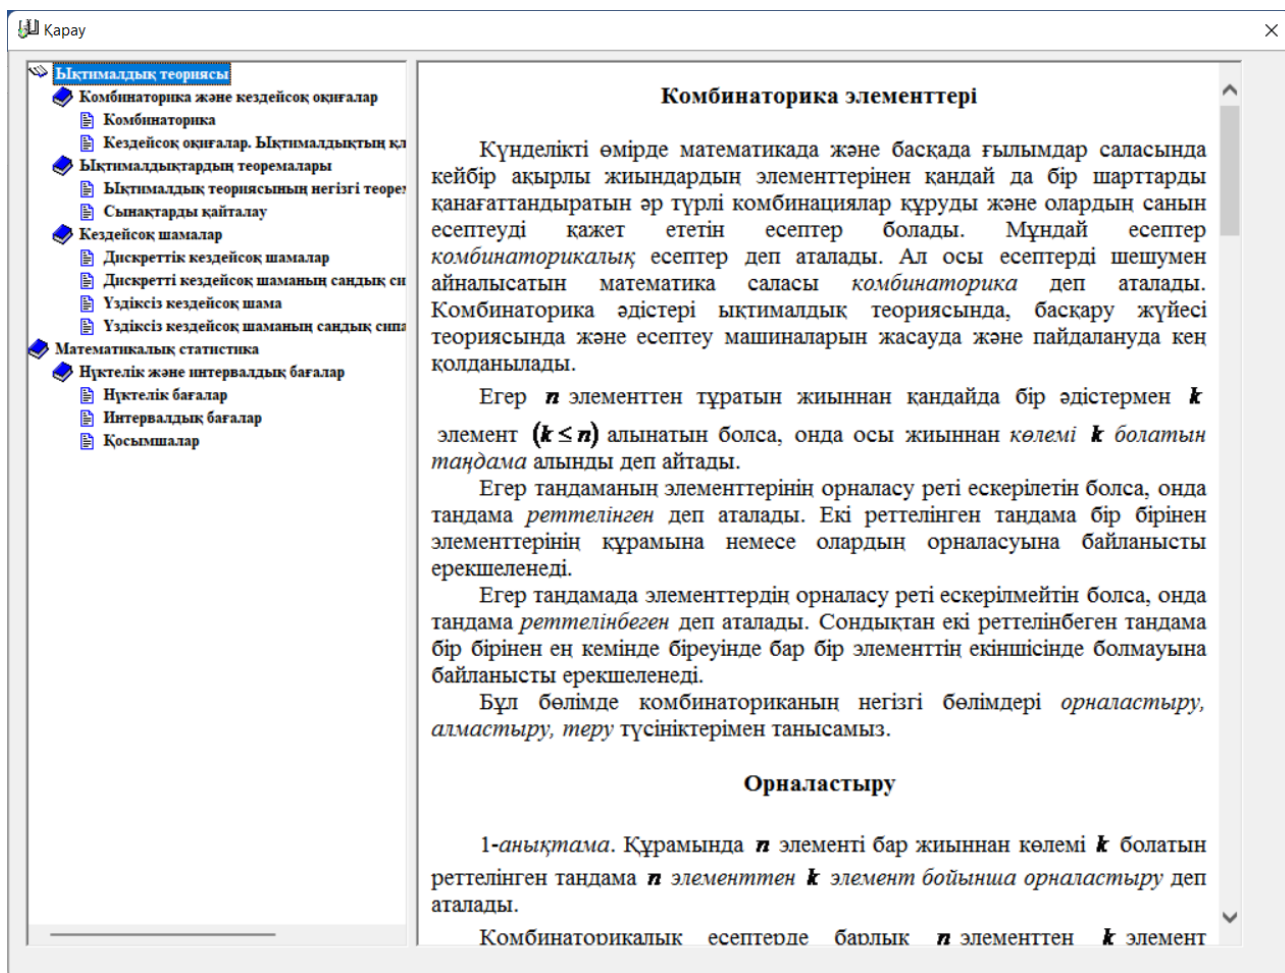 Қарау
Ықтималдық теориясы
Комбинаторика және кездейсоқ оқиғалар
Комбинаторика
Кездейсоқ оқиғалар. Ықтималдықтың
Ықтималдықтардың теоремалары
Ықтималдық теориясының негізгі
Сынақтарды қайталау
Кездейсоқ шамалар
Дискреттік кездейсоқ шамалар
Дискретті кездейсоқ шаманың сандық
Үздіксіз кездейсоқ шама
Үздіксіз кездейсоқ шаманың сандық
Математикалық статистика
Нүктелік және интервалдық бағалар
Нүктелік бағалар
Интервалдық бағалар
Қосымшалар
Комбинаторика элементтері
Күнделікті өмірде математикада және басқада ғылымдар саласында
кейбір ақырлы жиындардың элементтерінен қандай да бір шарттарды
қанағаттандыратын әр түрлі комбинациялар құруды және олардың санын
есептеуді қажет ететін есептер болады. Мұндай есептер
комбинаторикалық есептер деп аталады. Ал осы есептерді шешумен
айналысатын математика саласы комбинаторика деп аталады.
Комбинаторика әдістері ықтималдық теориясында, басқару жүйесі
теориясында және есептеу машиналарын жасауда және пайдалануда кең
қолданылады.
Егер n элементтен тұратын жиыннан қандайда бір әдістермен k
элемент (k ≤ n) алынатын болса, онда осы жиыннан көлемі k болатын
таңдама алынды деп айтады.
Егер таңдаманың элементтерінің орналасу реті ескерілетін болса, онда
таңдама реттелінген деп аталады. Екі реттелінген таңдама бір бірінен
элементтерінің құрамына немесе олардың орналасуына байланысты
ерекшеленеді.
Егер таңдамада элементтердің орналасу реті ескерілмейтін болса, онда
таңдама реттелінбеген деп аталады. Сондықтан екі реттелінбеген таңдама
бір бірінен ең кемінде біреуінде бар бір элементтің екіншісінде болмауына
байланысты ерекшеленеді.
Бұл бөлімде комбинаториканың негізгі бөлімдері орналастыру,
алмастыру, теру түсініктерімен танысамыз.
Орналастыру
1-анықтама. Құрамында n элементі бар жиыннан көлемі k болатын
реттелінген таңдама n элементтен k элемент бойынша орналастыру деп
аталады.
Комбинаторикалық есептерде барлық n элементтен k элемент